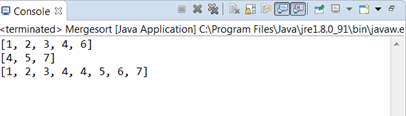 Console
<terminated> Mergesort [Java Application] C:\Program Files\Java\jre1.8.0_91\bin\javaw.e
[1, 2, 3, 4, 6]
[4, 5, 7]
[1, 2, 3, 4, 4, 5, 6, 7]